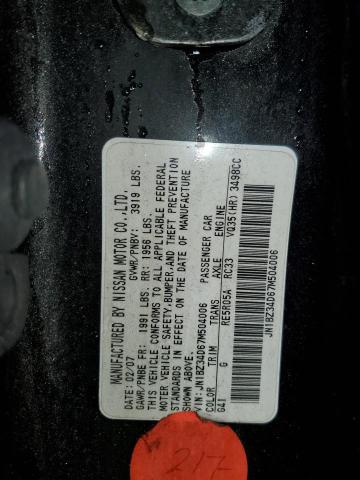 MANUFACTURED BY NISSAN MOTOR CO.,LTD.
DATE: 02/07 GVWR/PNBV: 3919 LBS.
GAWR/PNBE FR: 1991 LBS. RR: 1956 LBS.
THIS VEHICLE CONFORMS TO ALL APPLICABLE FEDERAL
MOTOR VEHICLE SAFETY, BUMPER, AND THEFT PREVENTION
STANDARDS IN EFFECT ON THE DATE OF MANUFACTURE
SHOWN ABOVE.
VIN: JN1BZ34D67M504006 PASSENGER CAR
COLOR TRIM TRANS AXLE ENGINE
G41 G RE5R05A RC33 VQ35(HR) 3498CC
JN1BZ34D67M504006
217